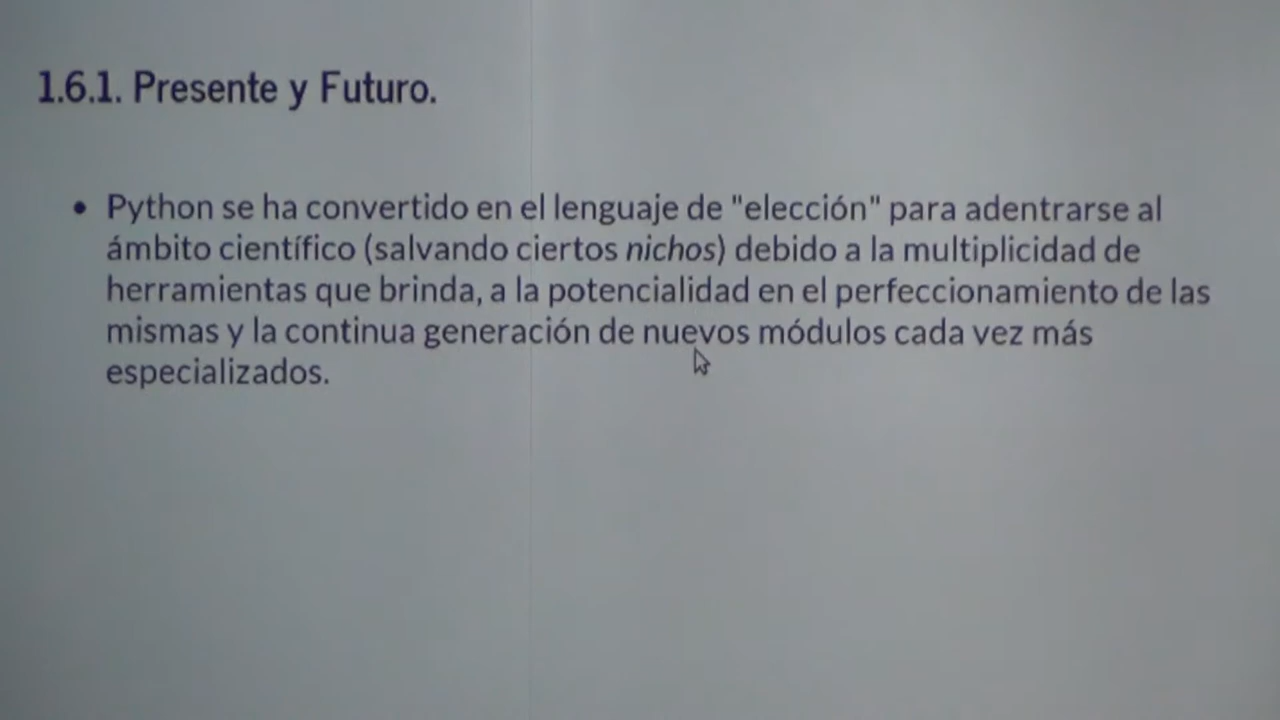 1.6.1. Presente y Futuro.
• Python se ha convertido en el lenguaje de "elección" para adentrarse al
ámbito científico (salvando ciertos nichos) debido a la multiplicidad de
herramientas que brinda, a la potencialidad en el perfeccionamiento de las
mismas y la continua generación de nuevos módulos cada vez más
especializados.